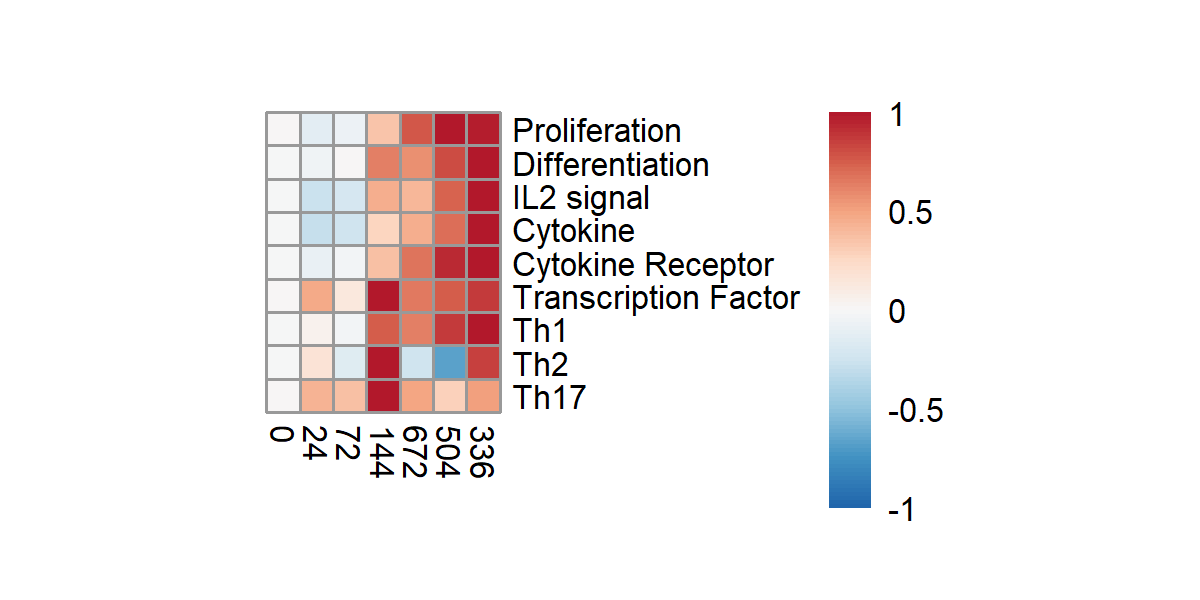 Proliferation
Differentiation
IL2 signal
Cytokine
Cytokine Receptor
Transcription Factor
Th1
Th2
Th17
0
24
72
144
672
504
336
1
0.5
0
-0.5
-1